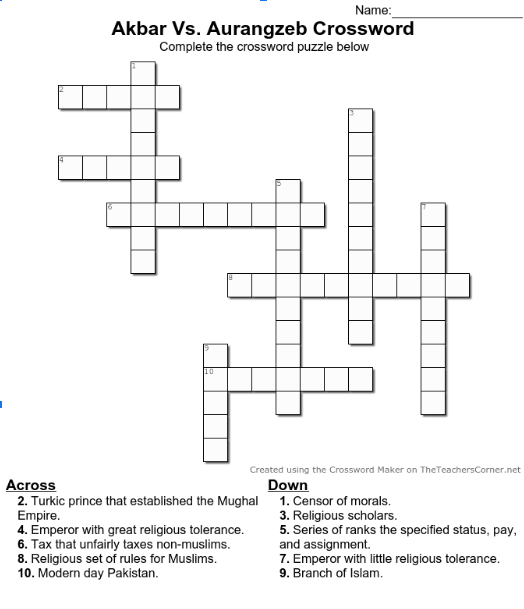 Name:
Akbar Vs. Aurangzeb Crossword
Complete the crossword puzzle below
1
2
3
4
5
6
7
8
9
10
Created using the Crossword Maker on TheTeachersCorner.net
Across
2. Turkic prince that established the Mughal
Empire.
4. Emperor with great religious tolerance.
6. Tax that unfairly taxes non-muslims.
8. Religious set of rules for Muslims.
10. Modern day Pakistan.
Down
1. Censor of morals.
3. Religious scholars.
5. Series of ranks the specified status, pay,
and assignment.
7. Emperor with little religious tolerance.
9. Branch of Islam.